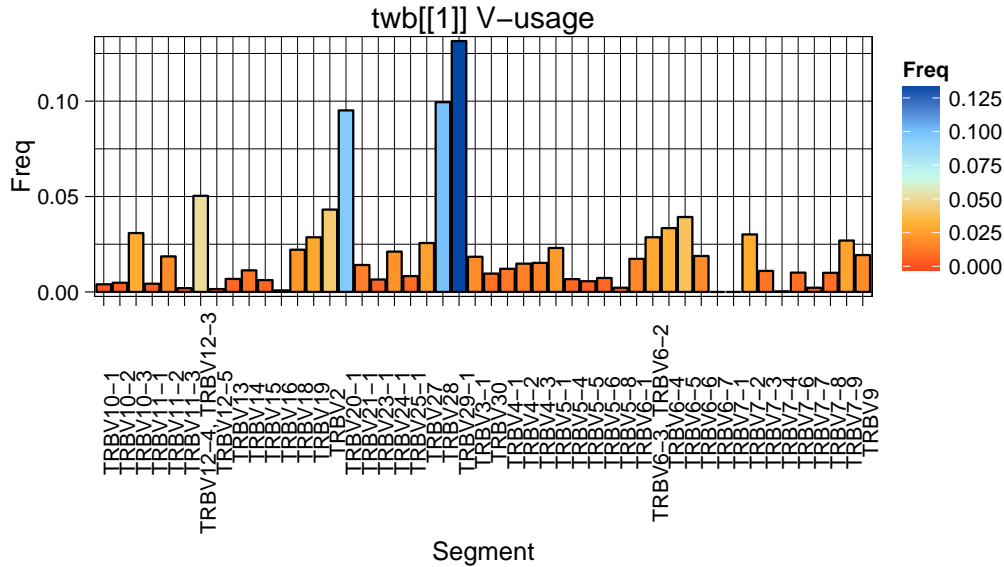 twb[[1]] V−usage
Freq
0.10
0.05
0.00
Freq
0.125
0.100
0.075
0.050
0.025
0.000
TRBV10−1
TRBV10−2
TRBV10−3
TRBV11−1
TRBV11−2
TRBV11−3
TRBV12−4, TRBV12−3
TRBV12−5
TRBV13
TRBV14
TRBV15
TRBV16
TRBV18
TRBV19
TRBV2
TRBV20−1
TRBV21−1
TRBV23−1
TRBV24−1
TRBV25−1
TRBV27
TRBV28
TRBV29−1
TRBV3−1
TRBV30
TRBV4−1
TRBV4−2
TRBV4−3
TRBV5−1
TRBV5−4
TRBV5−5
TRBV5−6
TRBV5−8
TRBV6−1
TRBV6−3, TRBV6−2
TRBV6−4
TRBV6−5
TRBV6−6
TRBV6−7
TRBV7−1
TRBV7−2
TRBV7−3
TRBV7−4
TRBV7−6
TRBV7−7
TRBV7−8
TRBV7−9
TRBV9
Segment